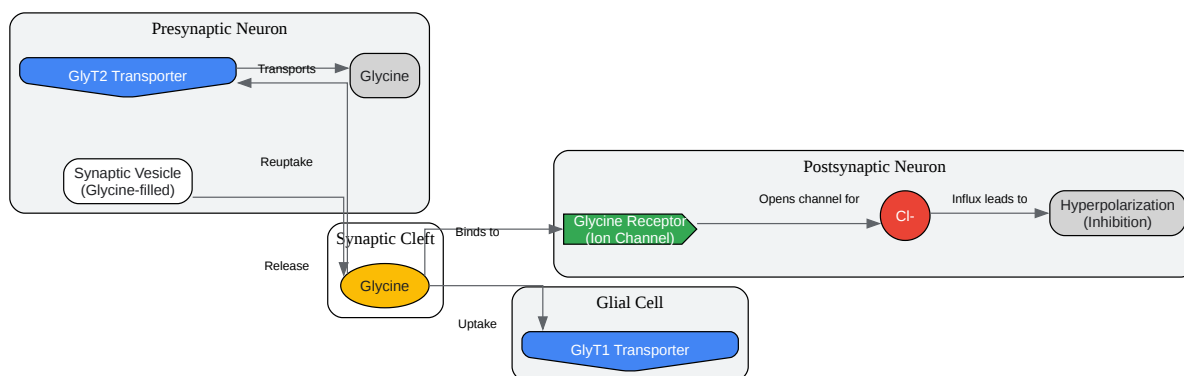 Presynaptic Neuron
GlyT2 Transporter
Transports
Glycine
Synaptic Vesicle
(Glycine-filled)
Reuptake
Release
Synaptic Cleft
Glycine
Binds to
Uptake
Postsynaptic Neuron
Glycine Receptor
(Ion Channel)
Opens channel for
Cl-
Influx leads to
Hyperpolarization
(Inhibition)
Glial Cell
GlyT1 Transporter